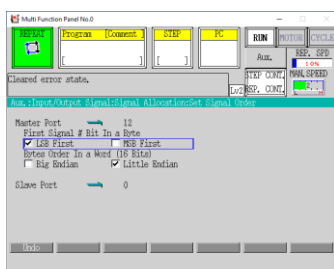 Multi Function Panel No.0
REPEAT
Program [Comment ]
STEP
PC
RUN
MOTOR
CYCLE
Aux.
REP. SPD
10%
Cleared error state.
Lv2
STEP CONT.
REP. CONT.
MAN.SPEED
Aux.:Input/Output Signal:Signal Allocation:Set Signal Order
Master Port 12
First Signal # Bit In a Byte
LSB First MSB First
Bytes Order In a Word (16 Bits)
Big Endian Little Endian
Slave Port 0
Undo